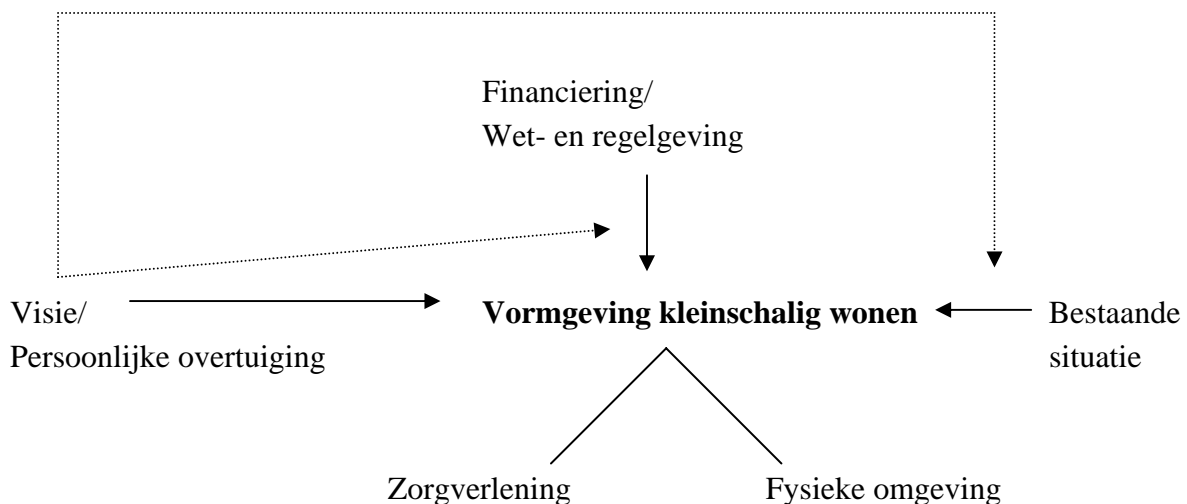 Financiering/
Wet- en regelgeving
Visie/
Persoonlijke overtuiging
Vormgeving kleinschalig wonen
Bestaande
situatie
Zorgverlening
Fysieke omgeving